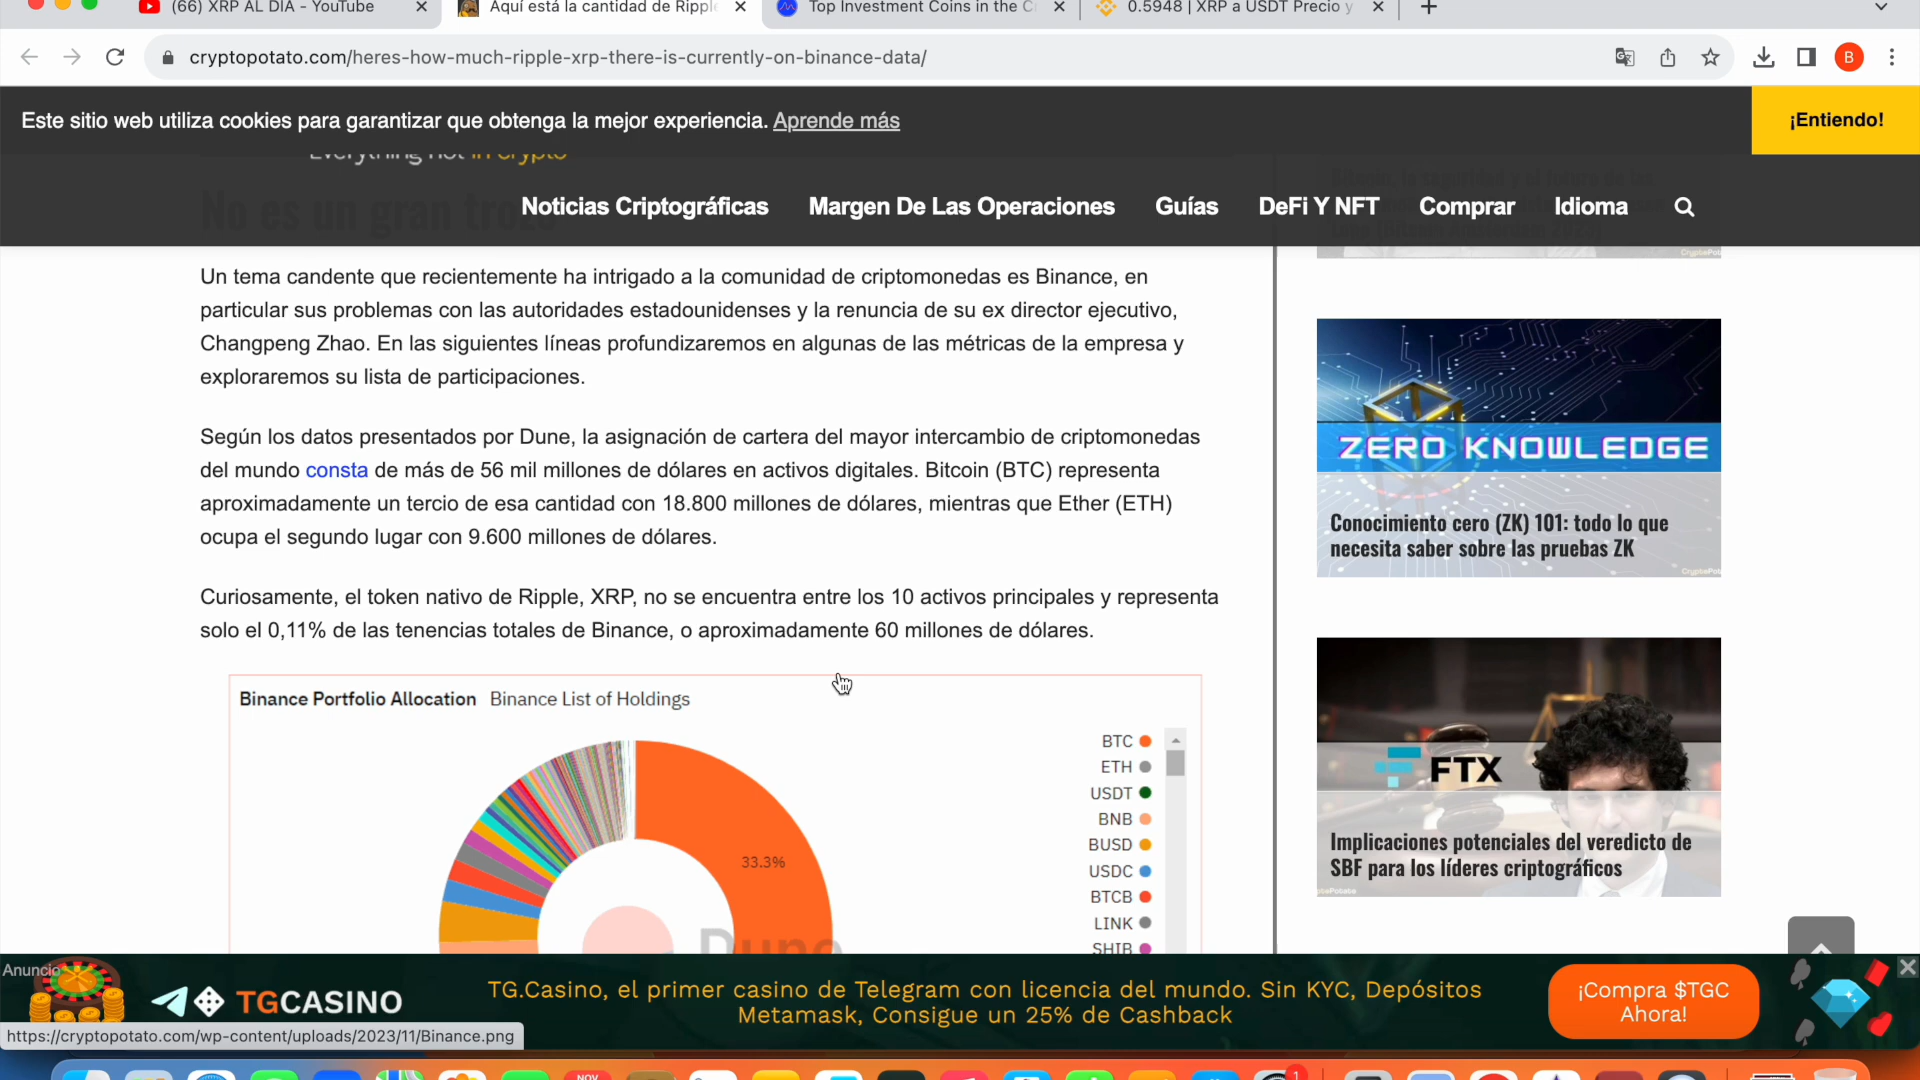 (66) XRP AL DÍA - YouTube
Aquí está la cantidad de Ripple
Top Investment Coins in the C
0.5948 | XRP a USDT Precio y
cryptopotato.com/heres-how-much-ripple-xrp-there-is-currently-on-binance-data/
B
Este sitio web utiliza cookies para garantizar que obtenga la mejor experiencia. Aprende más
¡Entiendo!
Everything hot in crypto
No es un gran trozo
Noticias Criptográficas
Margen De Las Operaciones
Guías
DeFi Y NFT
Comprar
Idioma
Un tema candente que recientemente ha intrigado a la comunidad de criptomonedas es Binance, en
particular sus problemas con las autoridades estadounidenses y la renuncia de su ex director ejecutivo,
Changpeng Zhao. En las siguientes líneas profundizaremos en algunas de las métricas de la empresa y
exploraremos su lista de participaciones.
Según los datos presentados por Dune, la asignación de cartera del mayor intercambio de criptomonedas
del mundo consta de más de 56 mil millones de dólares en activos digitales. Bitcoin (BTC) representa
aproximadamente un tercio de esa cantidad con 18.800 millones de dólares, mientras que Ether (ETH)
ocupa el segundo lugar con 9.600 millones de dólares.
Curiosamente, el token nativo de Ripple, XRP, no se encuentra entre los 10 activos principales y representa
solo el 0,11% de las tenencias totales de Binance, o aproximadamente 60 millones de dólares.
Binance Portfolio Allocation Binance List of Holdings
33.3%
Dune
BTC
ETH
USDT
BNB
BUSD
USDC
BTCB
LINK
SHIB
ZERO KNOWLEDGE
Conocimiento cero (ZK) 101: todo lo que
necesita saber sobre las pruebas ZK
FTX
Implicaciones potenciales del veredicto de
SBF para los líderes criptográficos
Anuncio
TGCASINO
TG.Casino, el primer casino de Telegram con licencia del mundo. Sin KYC, Depósitos
Metamask, Consigue un 25% de Cashback
¡Compra $TGC
Ahora!
https://cryptopotato.com/wp-content/uploads/2023/11/Binance.png
NOV
1